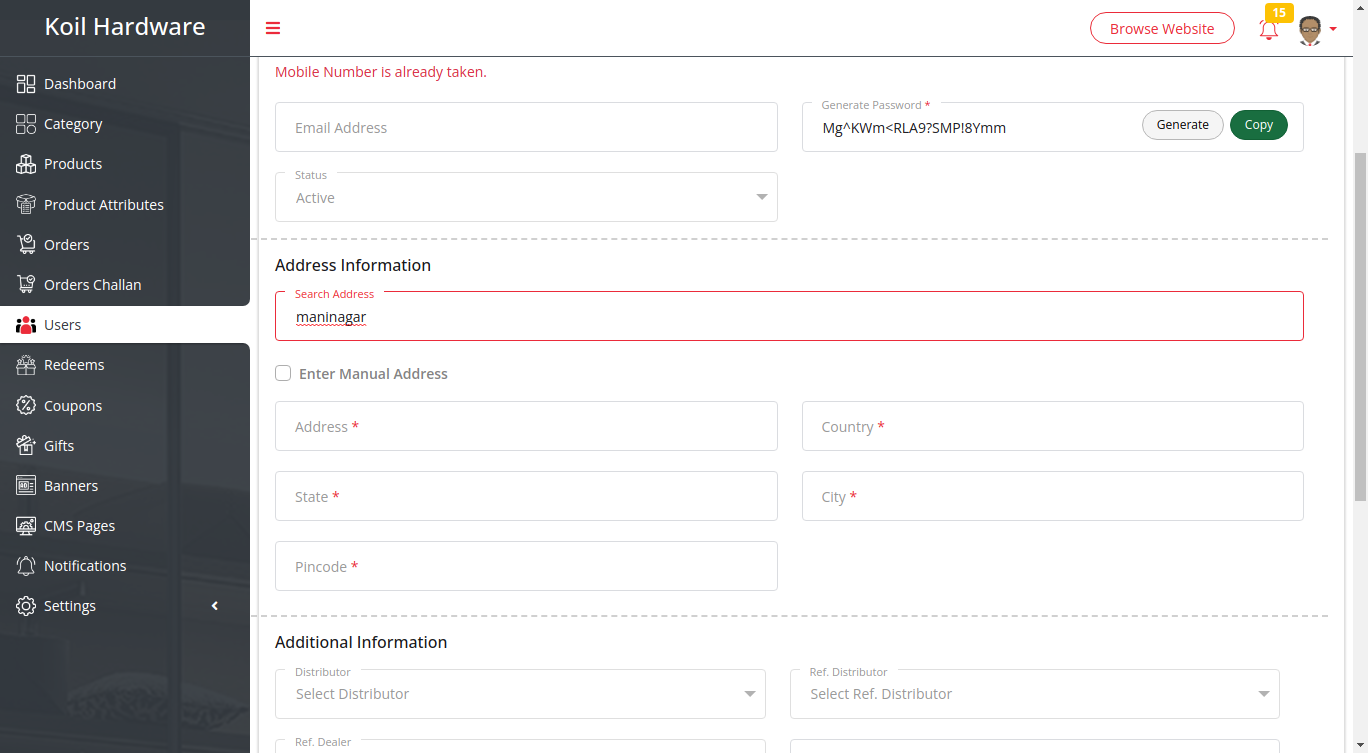 Koil Hardware
Browse Website
15
Dashboard
Category
Products
Product Attributes
Orders
Orders Challan
Users
Redeems
Coupons
Gifts
Banners
CMS Pages
Notifications
Settings
Mobile Number is already taken.
Email Address
Generate Password *
Mg^KWm<RLA9?SMP!8Ymm
Generate
Copy
Status
Active
Address Information
Search Address
maninagar
Enter Manual Address
Address *
Country *
State *
City *
Pincode *
Additional Information
Distributor
Select Distributor
Ref. Distributor
Select Ref. Distributor
Ref. Dealer